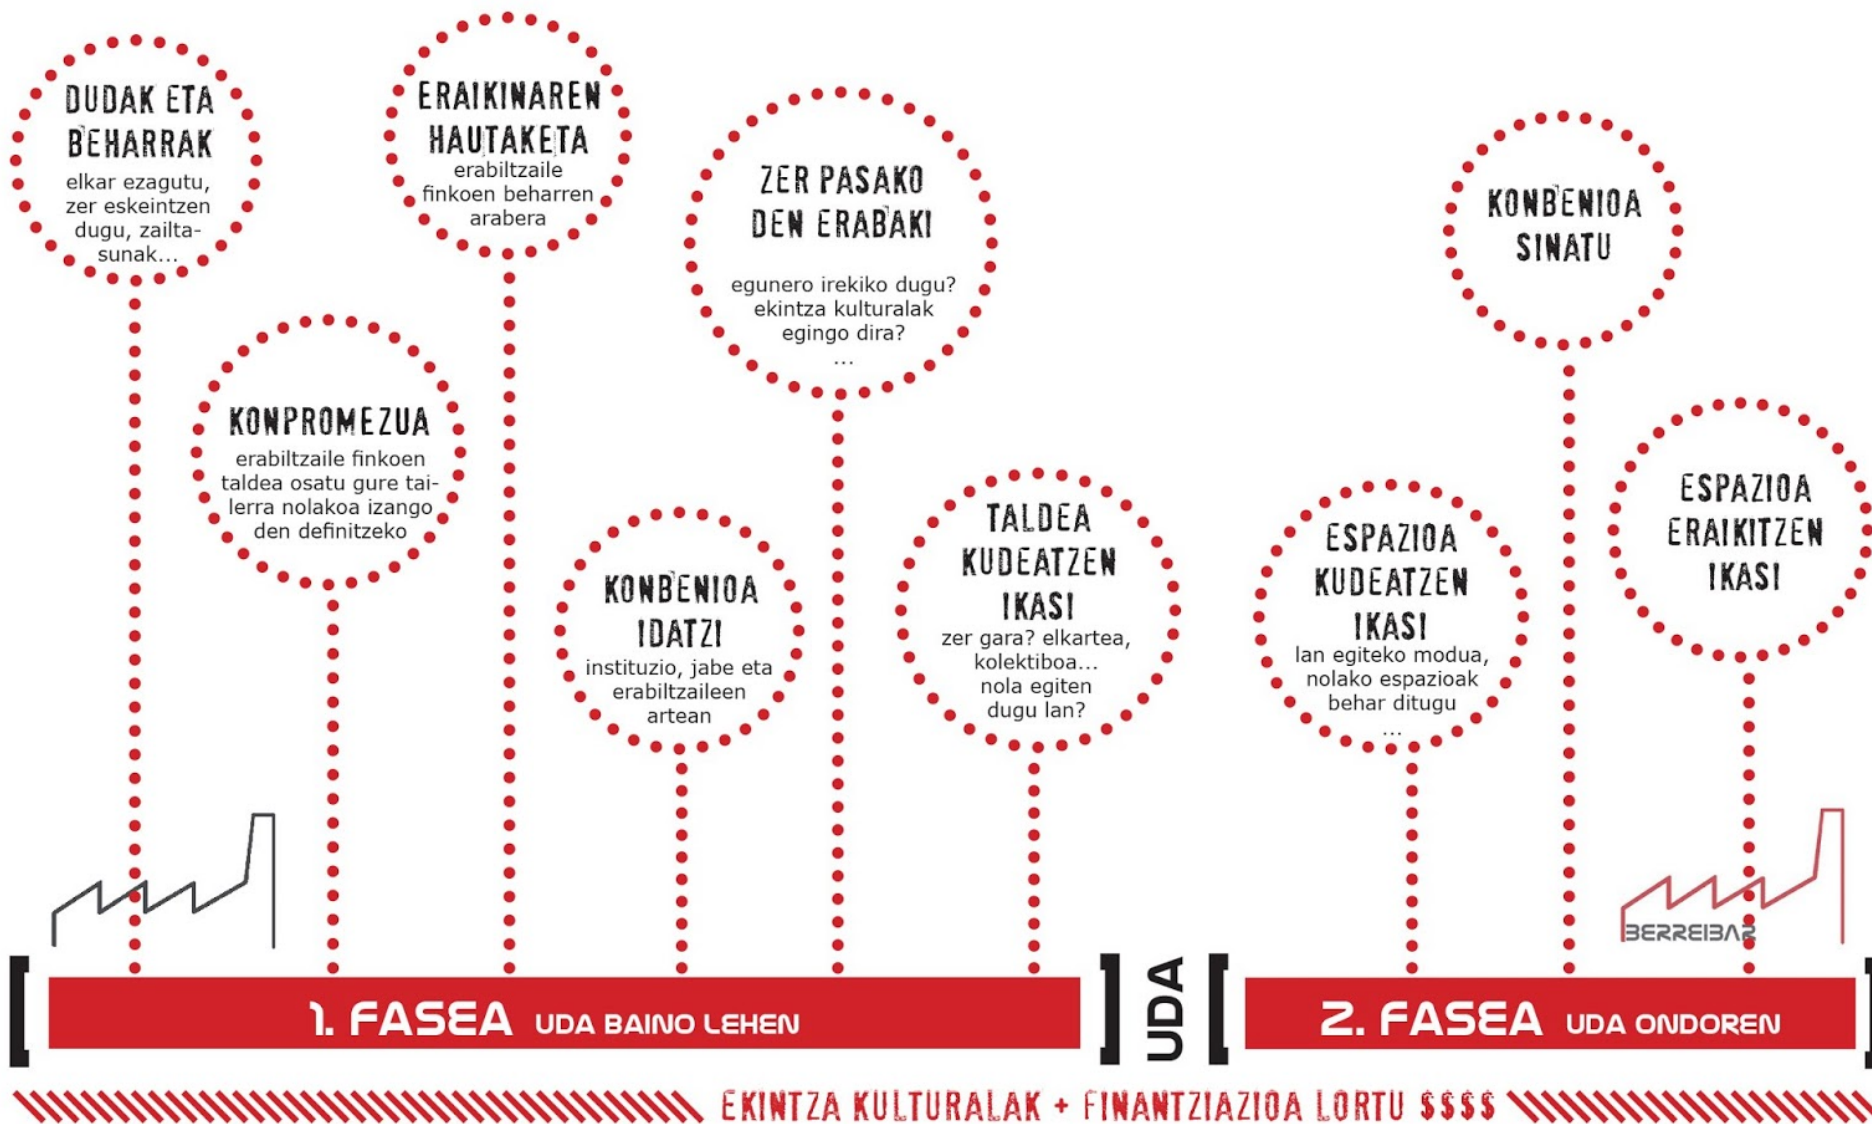 DUDAK ETA
BEHARRAK
elkar ezagutu,
zer eskeintzen
dugu, zailta-
sunak...
KONPROMEZUA
erabiltzaile finkoen
taldea osatu gure tai-
lerra nolakoa izango
den definitzeko
ERAIKINAREN
HAUTAKETA
erabiltzaile
finkoen beharren
arabera
KONBENIOA
IDATZI
instituzio, jabe eta
erabiltzaileen
artean
ZER PASAKO
DEN ERABAKI
egunero irekiko dugu?
ekintza kulturalak
egingo dira?
...
TALDEA
KUDEATZEN
IKASI
zer gara? elkartea,
kolektiboa...
nola egiten
dugu lan?
ESPAZIOA
KUDEATZEN
IKASI
lan egiteko modua,
nolako espazioak
behar ditugu
...
KONBENIOA
SINATU
ESPAZIOA
ERAIKITZEN
IKASI
BERREIBAR
[ 1. FASEA UDA BAINO LEHEN ] UDA [ 2. FASEA UDA ONDOREN ]
EKINTZA KULTURALAK + FINANTZIAZIOA LORTU $$$$